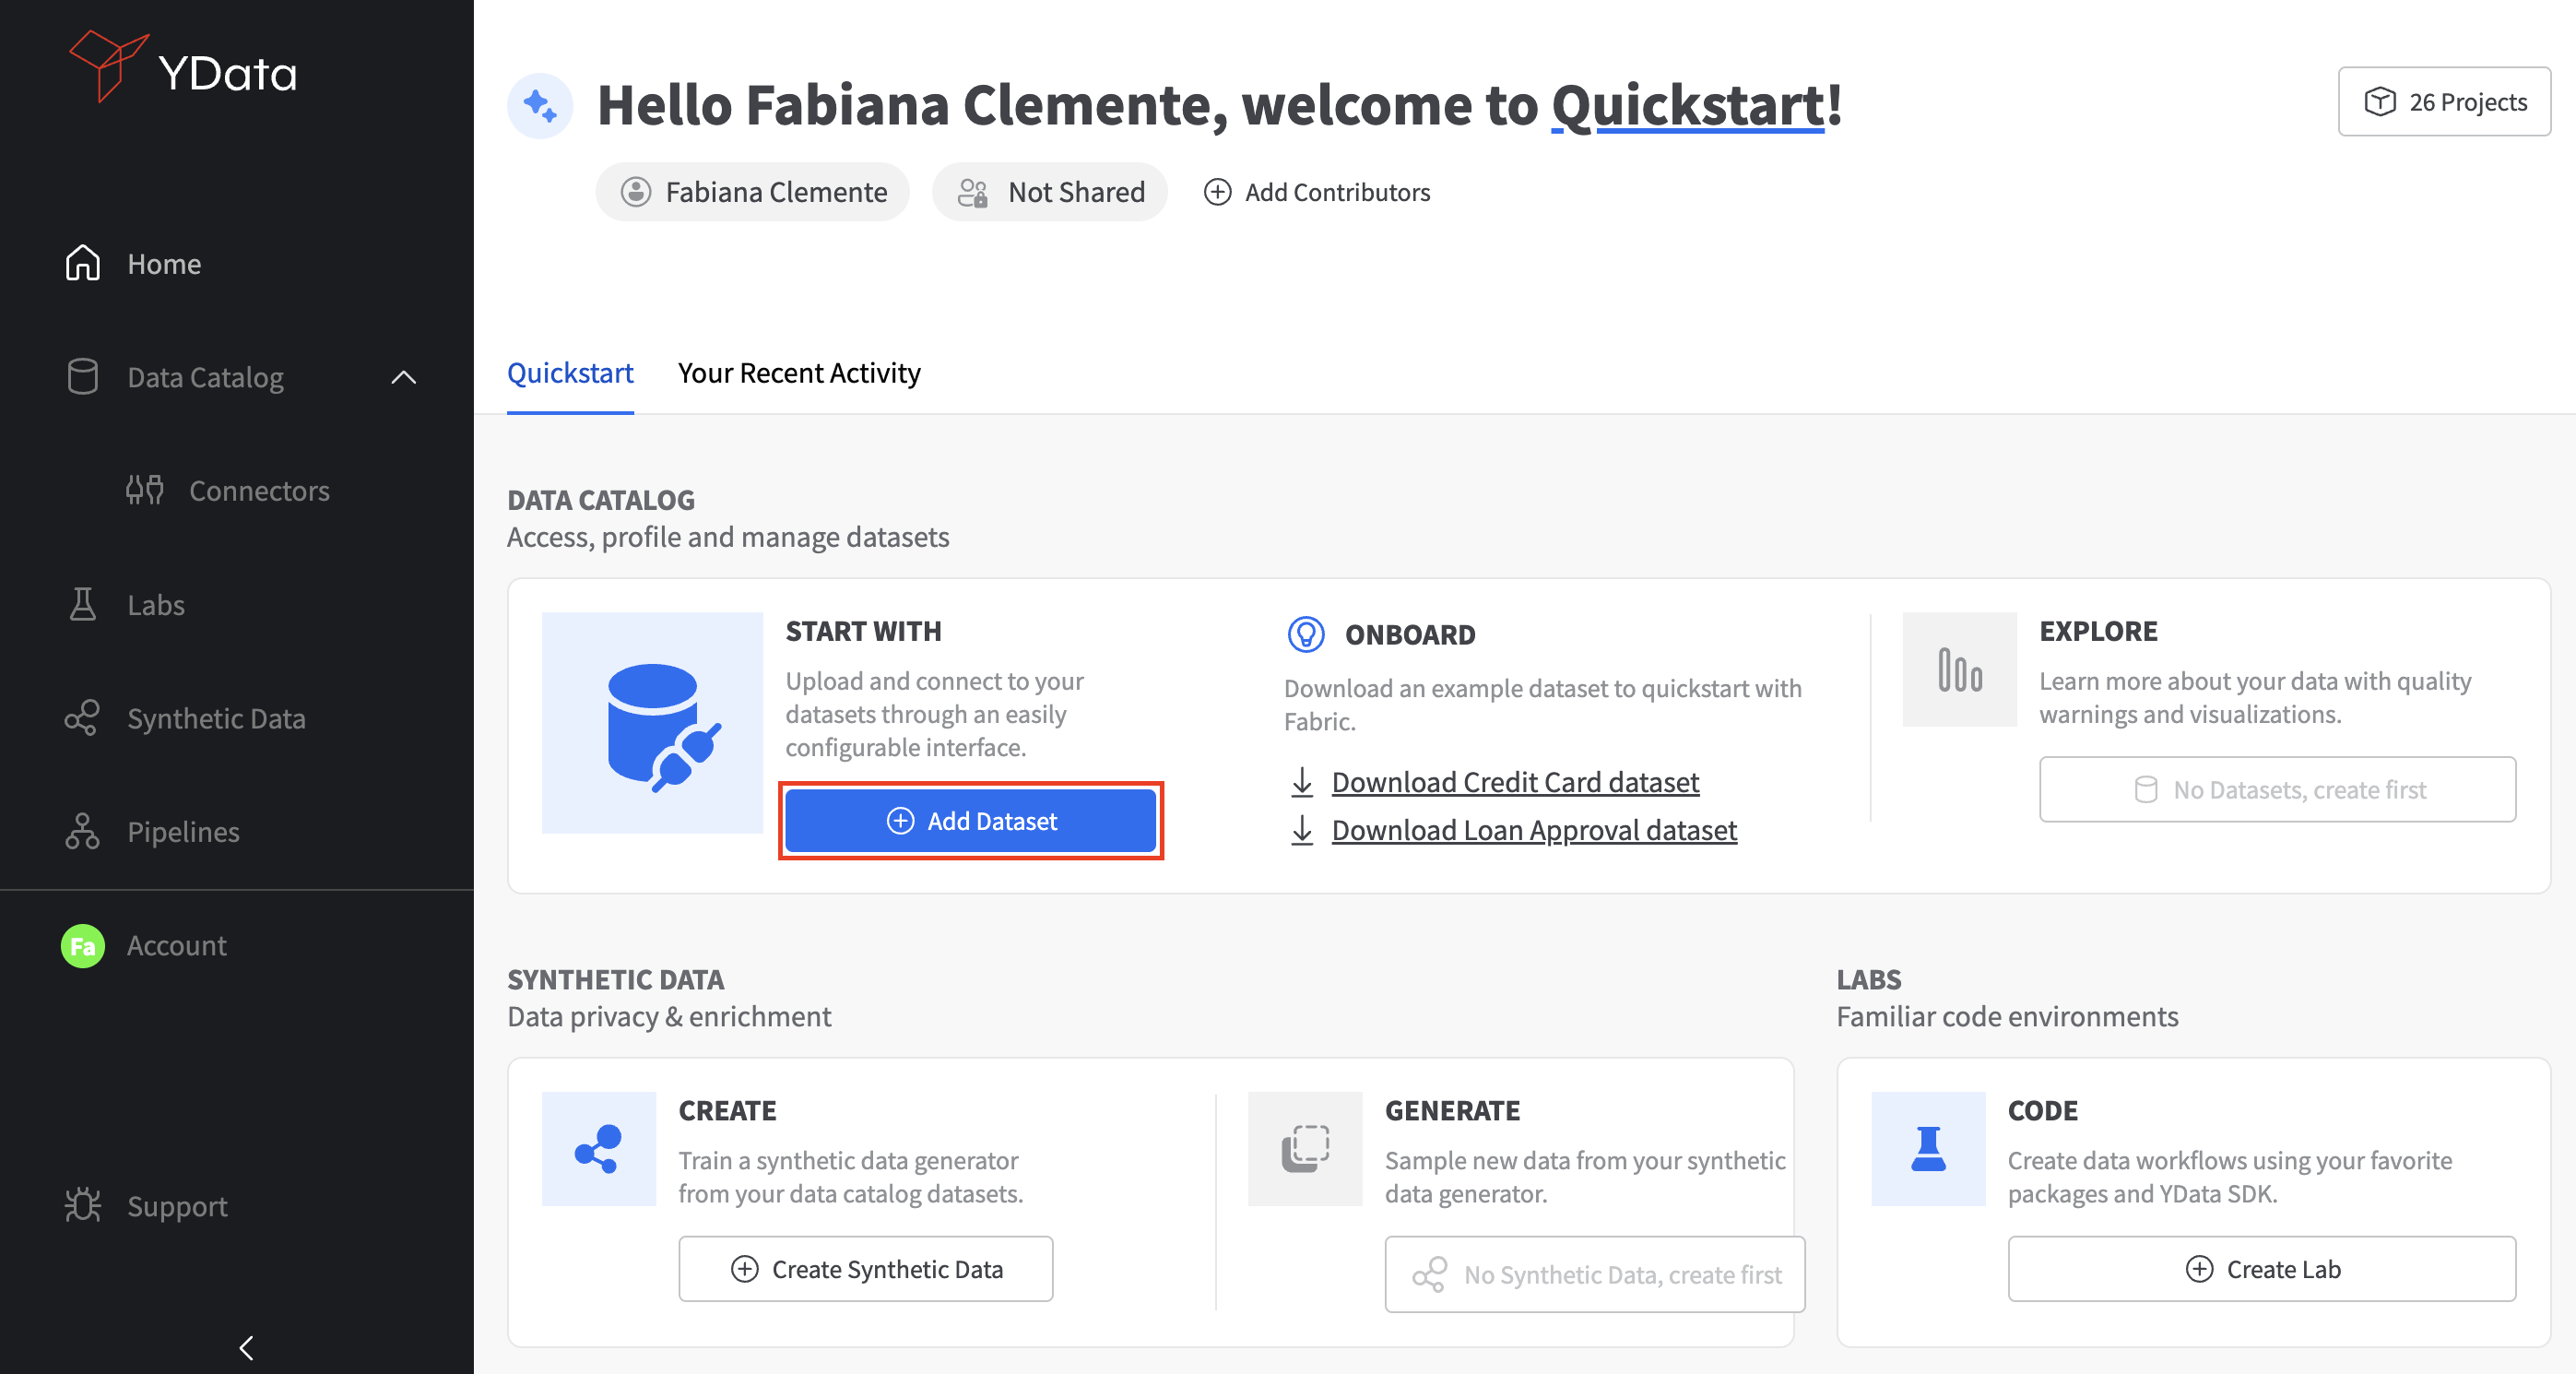 YData
Home
Data Catalog
Connectors
Labs
Synthetic Data
Pipelines
Fa Account
Support
Hello Fabiana Clemente, welcome to Quickstart!
26 Projects
Fabiana Clemente
Not Shared
Add Contributors
Quickstart
Your Recent Activity
DATA CATALOG
Access, profile and manage datasets
START WITH
Upload and connect to your
datasets through an easily
configurable interface.
Add Dataset
ONBOARD
Download an example dataset to quickstart with
Fabric.
Download Credit Card dataset
Download Loan Approval dataset
EXPLORE
Learn more about your data with quality
warnings and visualizations.
No Datasets, create first
SYNTHETIC DATA
Data privacy & enrichment
CREATE
Train a synthetic data generator
from your data catalog datasets.
Create Synthetic Data
GENERATE
Sample new data from your synthetic
data generator.
No Synthetic Data, create first
LABS
Familiar code environments
CODE
Create data workflows using your favorite
packages and YData SDK.
Create Lab